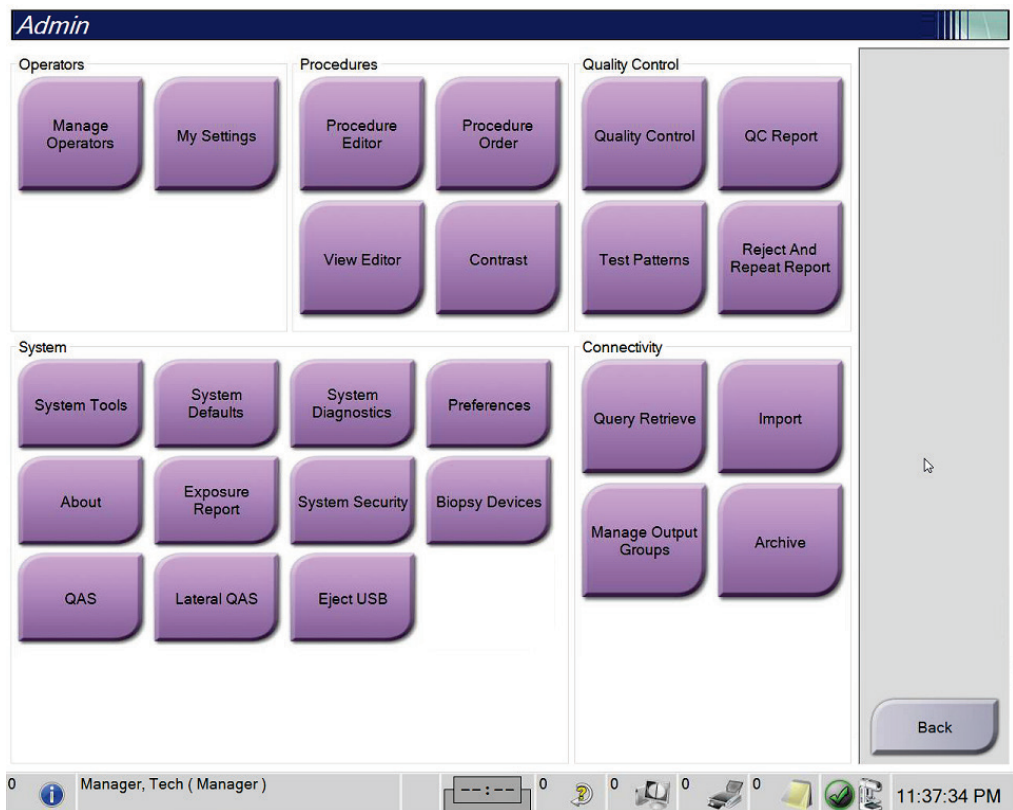 Admin
Operators
Manage
Operators
My Settings
Procedures
Procedure
Editor
Procedure
Order
View Editor
Contrast
Quality Control
Quality Control
QC Report
Test Patterns
Reject And
Repeat Report
System
System Tools
System
Defaults
System
Diagnostics
Preferences
About
Exposure
Report
System Security
Biopsy Devices
QAS
Lateral QAS
Eject USB
Connectivity
Query Retrieve
Import
Manage Output
Groups
Archive
Back
0
Manager, Tech ( Manager )
--:--
0
0
0
0
11:37:34 PM